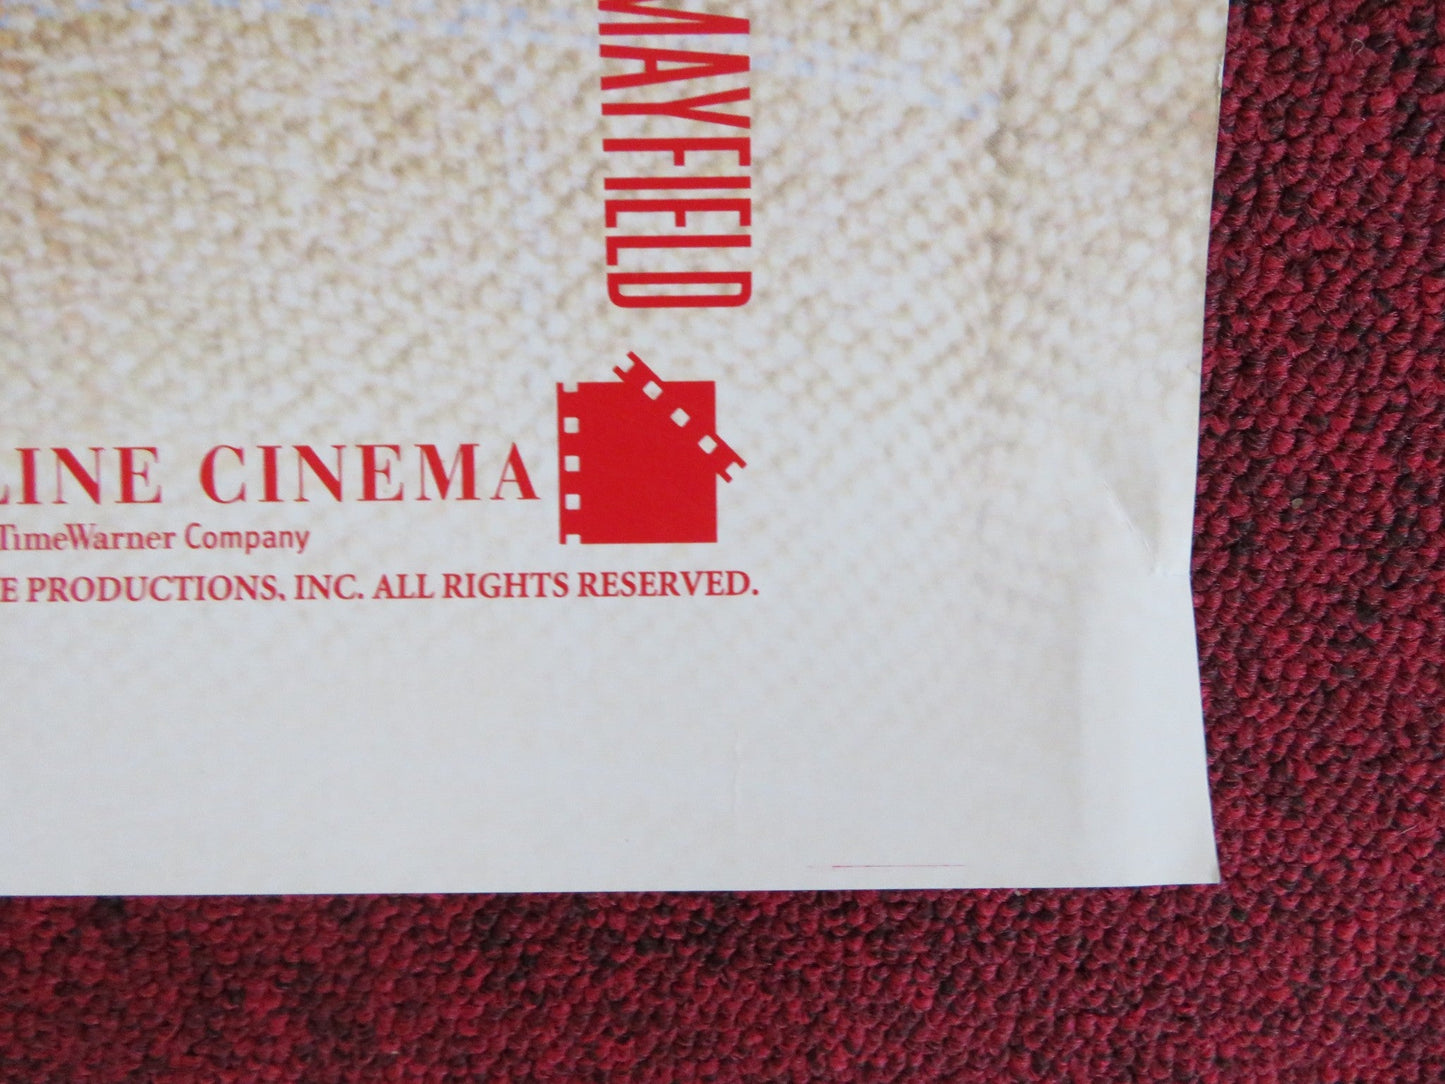 MAYFIELD
LINE CINEMA
TimeWarner Company
E PRODUCTIONS, INC. ALL RIGHTS RESERVED.